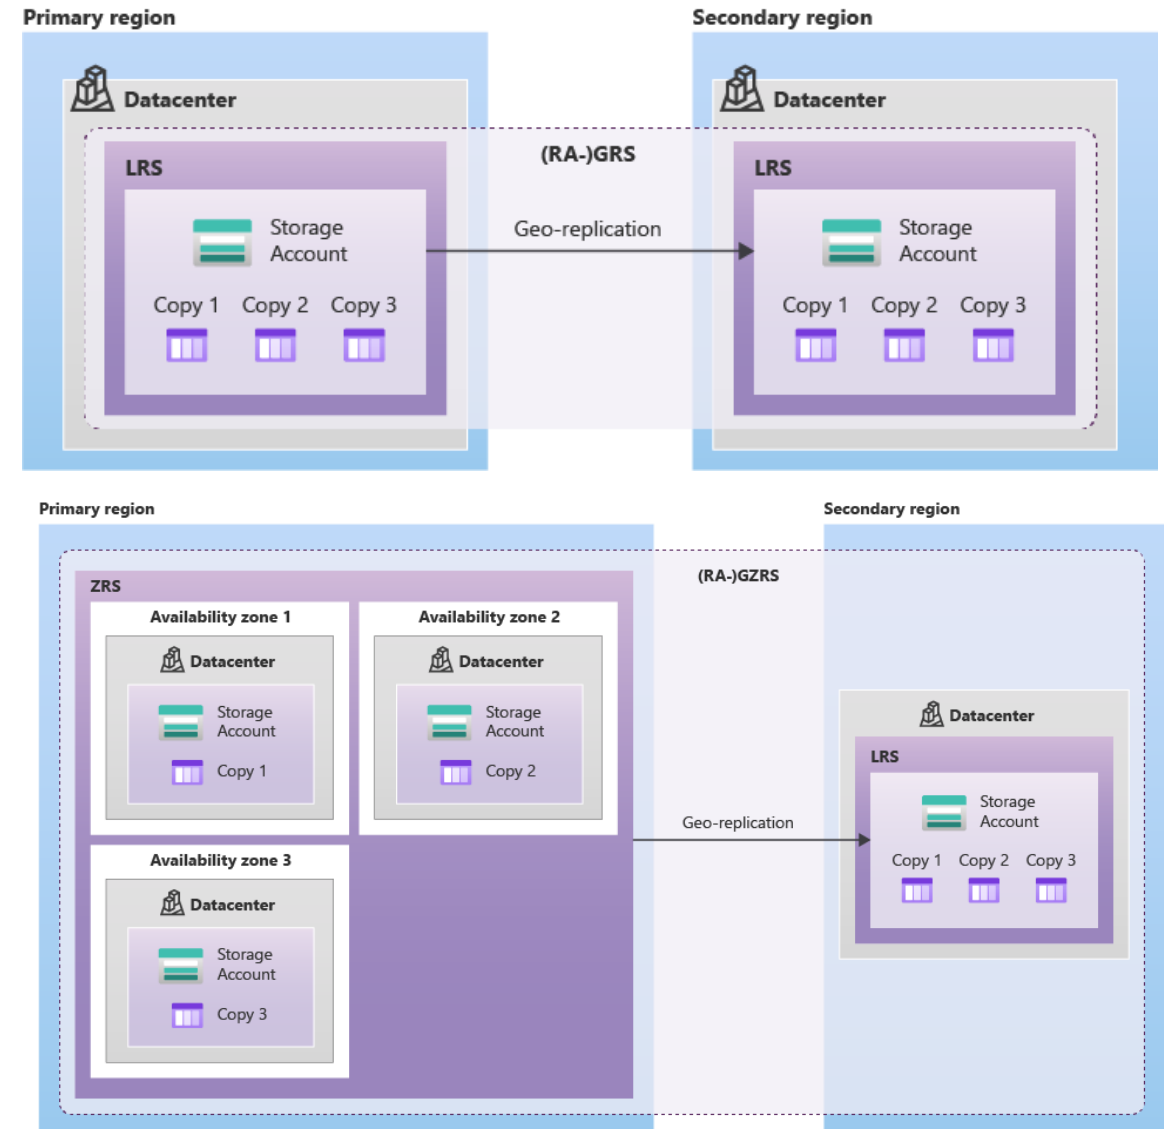 Primary region
Secondary region
Datacenter
Datacenter
(RA-)GRS
LRS
LRS
Storage
Account
Geo-replication
Storage
Account
Copy 1 Copy 2 Copy 3
Copy 1 Copy 2 Copy 3
Primary region
Secondary region
(RA-)GZRS
ZRS
Availability zone 1
Datacenter
Storage
Account
Copy 1
Availability zone 2
Datacenter
Storage
Account
Copy 2
Availability zone 3
Datacenter
Storage
Account
Copy 3
Geo-replication
Datacenter
LRS
Storage
Account
Copy 1 Copy 2 Copy 3